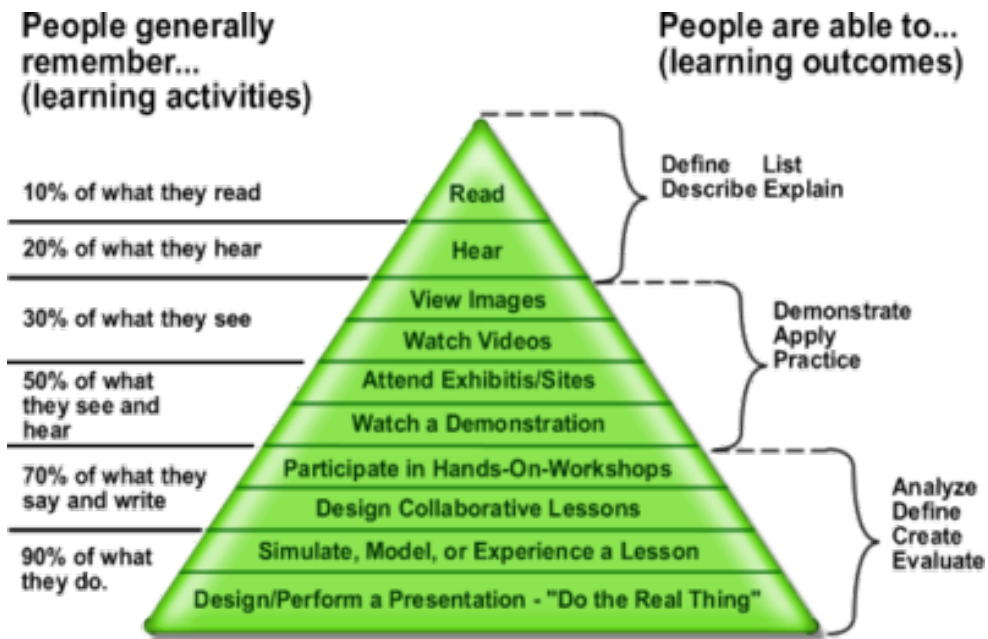 People generally
remember...
(learning activities)
People are able to...
(learning outcomes)
10% of what they read
20% of what they hear
30% of what they see
50% of what
they see and
hear
70% of what they
say and write
90% of what
they do.
Read
Hear
View Images
Watch Videos
Attend Exhibitis/Sites
Watch a Demonstration
Participate in Hands-On-Workshops
Design Collaborative Lessons
Simulate, Model, or Experience a Lesson
Design/Perform a Presentation - "Do the Real Thing"
Define List
Describe Explain
Demonstrate
Apply
Practice
Analyze
Define
Create
Evaluate